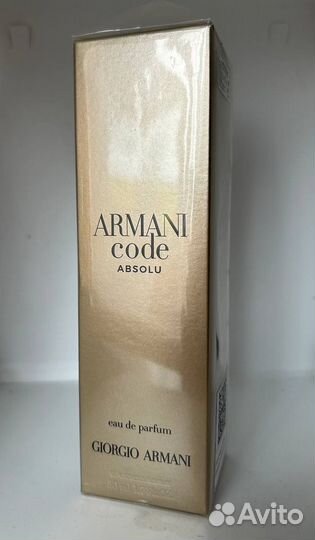 ARMANI
code
ABSOLU
eau de parfum
GIORGIO ARMANI
Avito